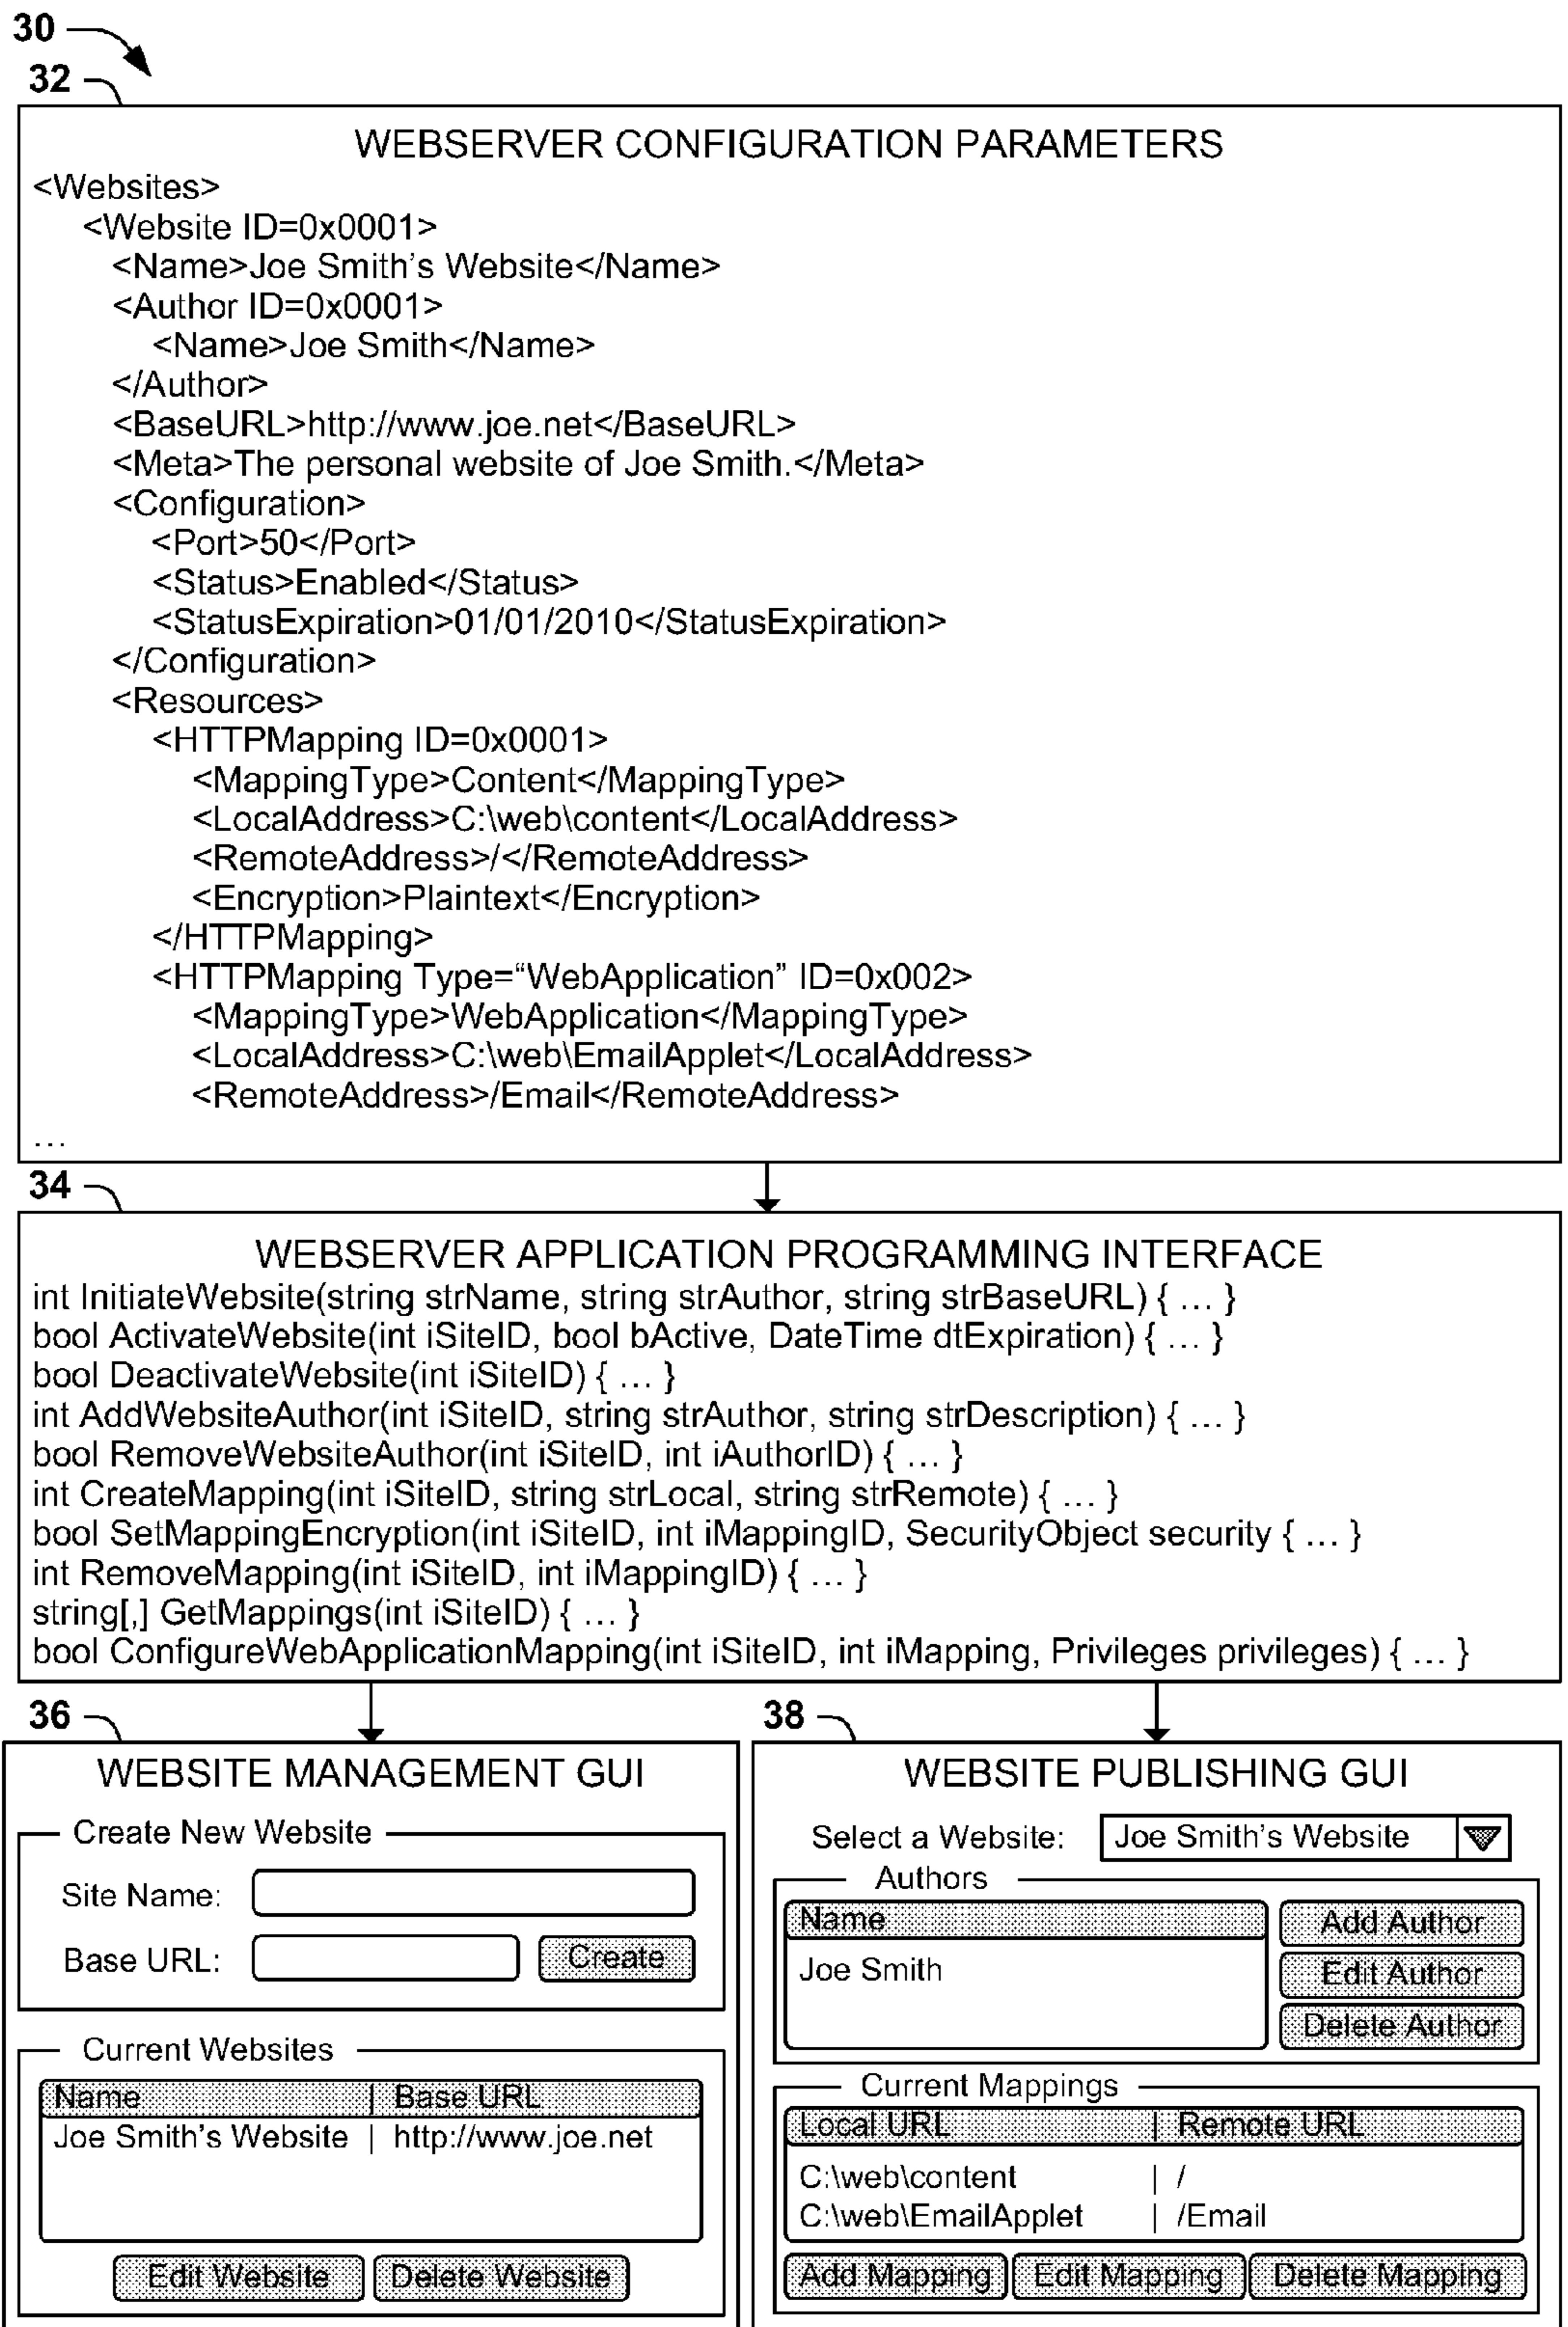 30
32
WEBSERVER CONFIGURATION PARAMETERS
<Websites>
<Website ID=0x0001>
<Name>Joe Smith's Website</Name>
<Author ID=0x0001>
<Name>Joe Smith</Name>
</Author>
<BaseURL>http://www.joe.net</BaseURL>
<Meta>The personal website of Joe Smith.</Meta>
<Configuration>
<Port>50</Port>
<Status>Enabled</Status>
<StatusExpiration>01/01/2010</StatusExpiration>
</Configuration>
<Resources>
<HTTPMapping ID=0x0001>
<MappingType>Content</MappingType>
<LocalAddress>C:\web\content</LocalAddress>
<RemoteAddress>/</RemoteAddress>
<Encryption>Plaintext</Encryption>
</HTTPMapping>
<HTTPMapping Type=“WebApplication” ID=0x002>
<MappingType>WebApplication</MappingType>
<LocalAddress>C:\web\EmailApplet</LocalAddress>
<RemoteAddress>/Email</RemoteAddress>
...
34
WEBSERVER APPLICATION PROGRAMMING INTERFACE
int InitiateWebsite(string strName, string strAuthor, string strBaseURL) { ... }
bool ActivateWebsite(int iSiteID, bool bActive, DateTime dtExpiration) { ... }
bool DeactivateWebsite(int iSiteID) { ... }
int AddWebsiteAuthor(int iSiteID, string strAuthor, string strDescription) { ... }
bool RemoveWebsiteAuthor(int iSiteID, int iAuthorID) { ... }
int CreateMapping(int iSiteID, string strLocal, string strRemote) { ... }
bool SetMappingEncryption(int iSiteID, int iMappingID, SecurityObject security { ... }
int RemoveMapping(int iSiteID, int iMappingID) { ... }
string[,] GetMappings(int iSiteID) { ... }
bool ConfigureWebApplicationMapping(int iSiteID, int iMapping, Privileges privileges) { ... }
36
WEBSITE MANAGEMENT GUI
Create New Website
Site Name:
Base URL: Create
Current Websites
Name | Base URL
Joe Smith's Website | http://www.joe.net
Edit Website Delete Website
38
WEBSITE PUBLISHING GUI
Select a Website: Joe Smith's Website
Authors
Name
Joe Smith
Add Author
Edit Author
Delete Author
Current Mappings
Local URL | Remote URL
C:\web\content | /
C:\web\EmailApplet | /Email
Add Mapping Edit Mapping Delete Mapping